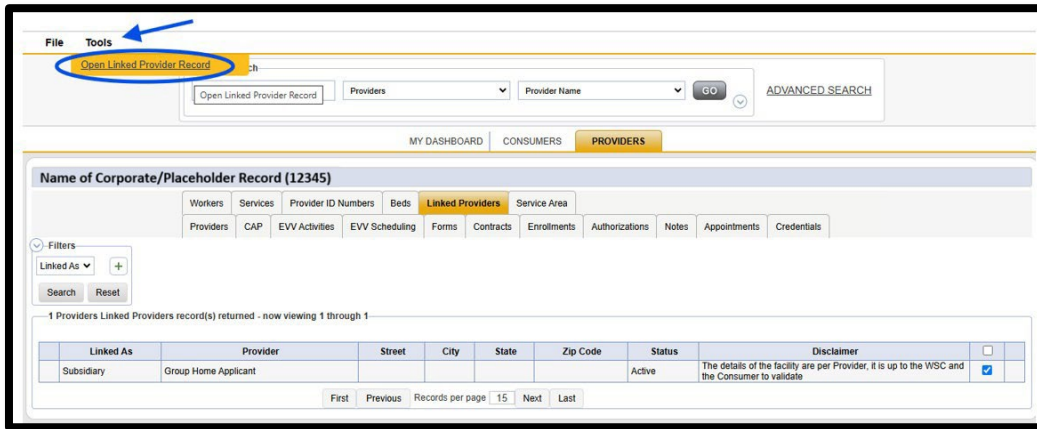 File Tools
Open Linked Provider Record
ch
Open Linked Provider Record Providers Provider Name GO ADVANCED SEARCH
MY DASHBOARD CONSUMERS PROVIDERS
Name of Corporate/Placeholder Record (12345)
Workers Services Provider ID Numbers Beds Linked Providers Service Area
Providers CAP EVV Activities EVV Scheduling Forms Contracts Enrollments Authorizations Notes Appointments Credentials
Filters
Linked As +
Search Reset
1 Providers Linked Providers record(s) returned - now viewing 1 through 1
Linked As Provider Street City State Zip Code Status Disclaimer
Subsidiary Group Home Applicant Active The details of the facility are per Provider, it is up to the WSC and
the Consumer to validate
First Previous Records per page 15 Next Last